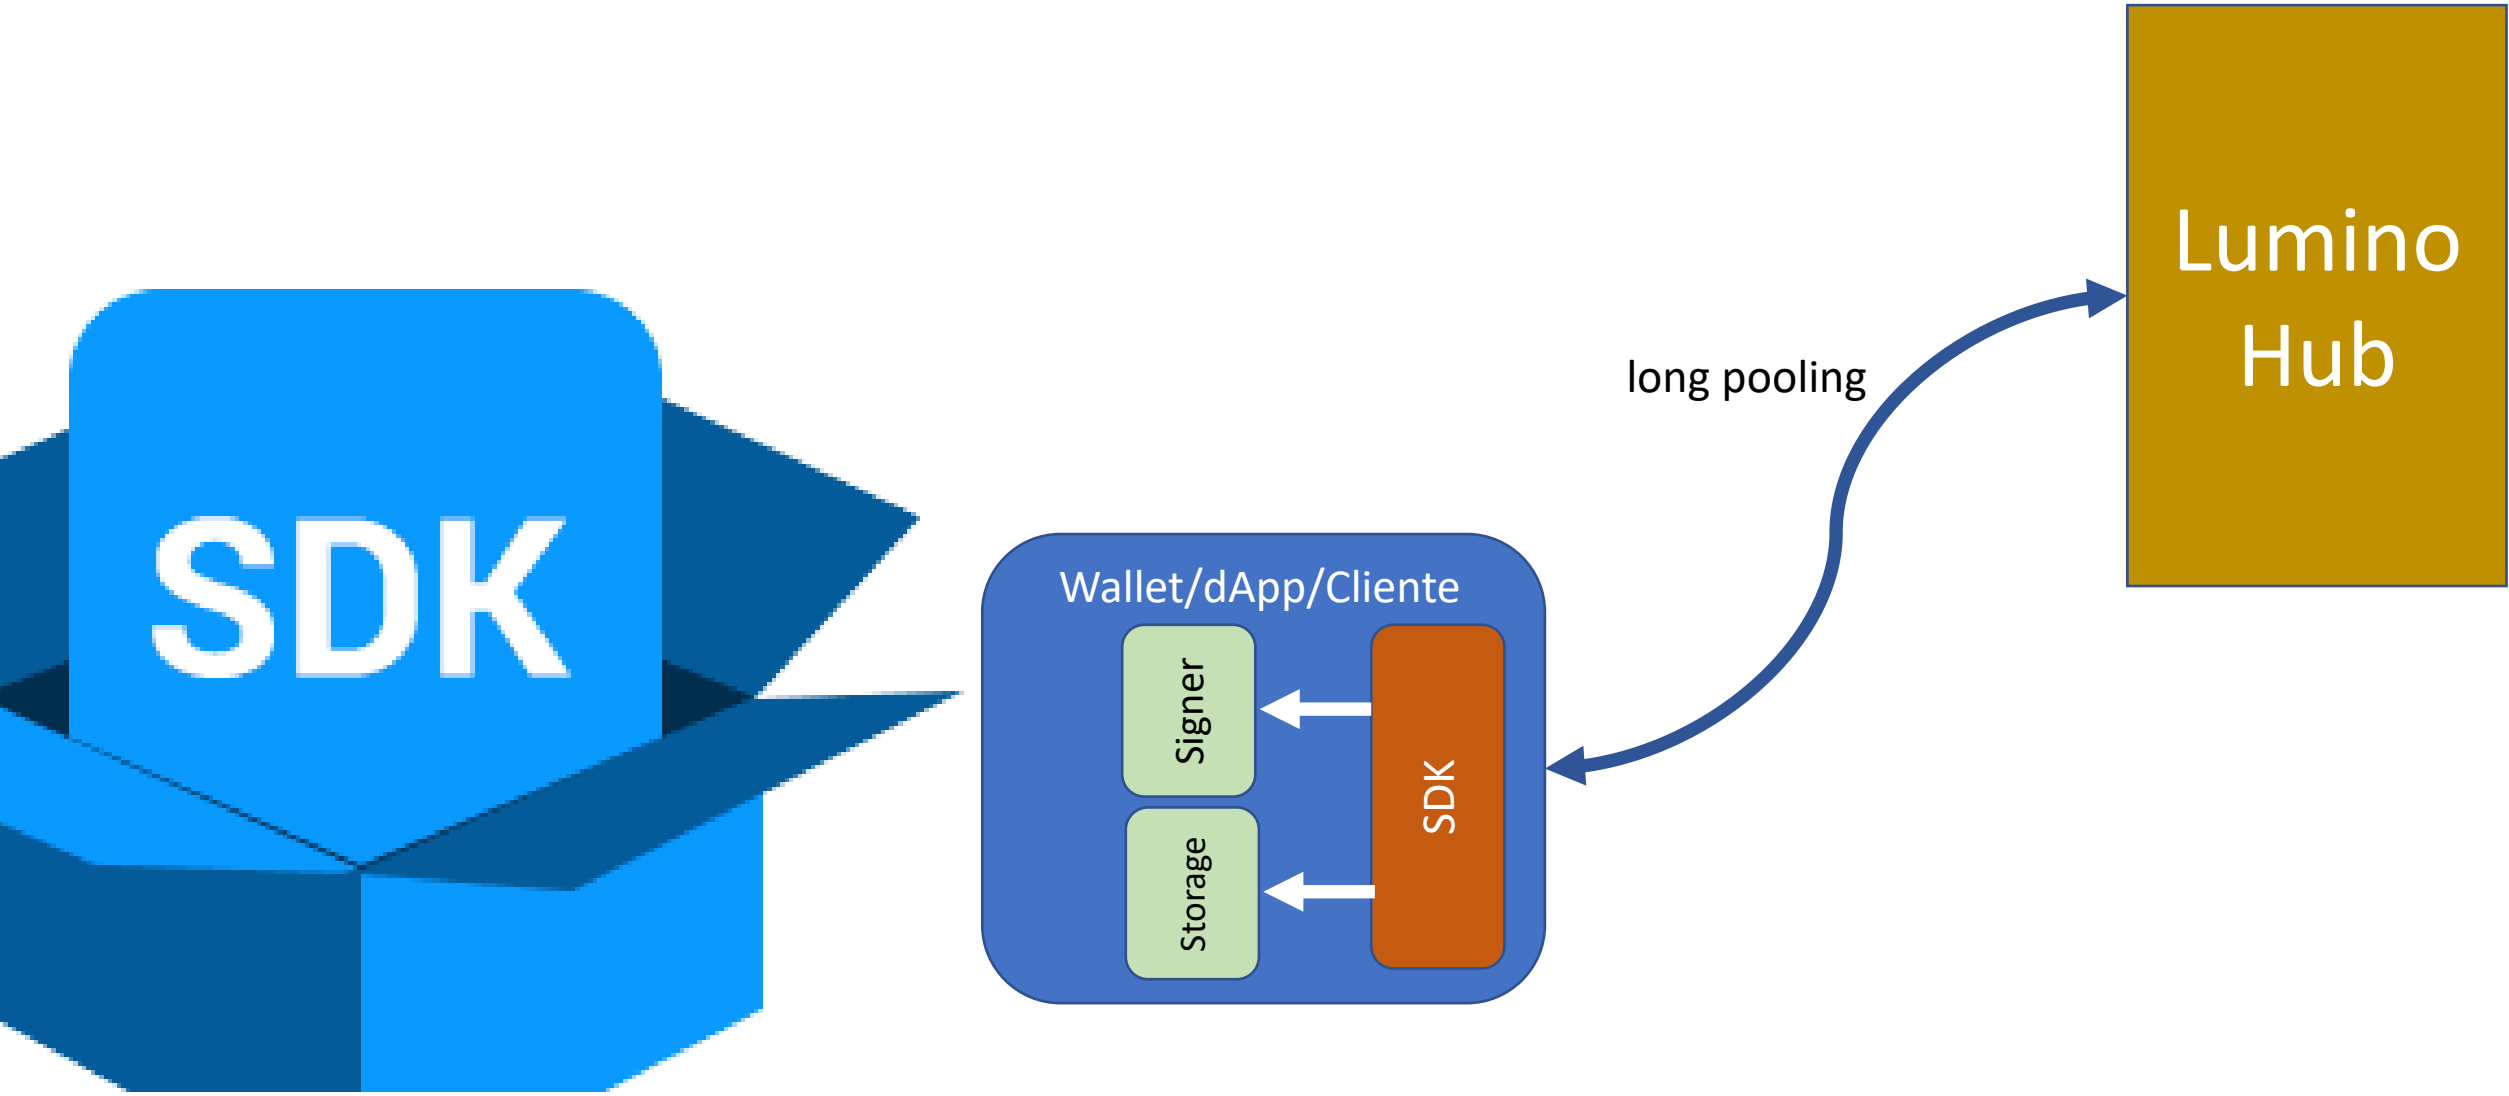 SDK
Wallet/dApp/Cliente
Signer
Storage
SDK
long pooling
Lumino
Hub